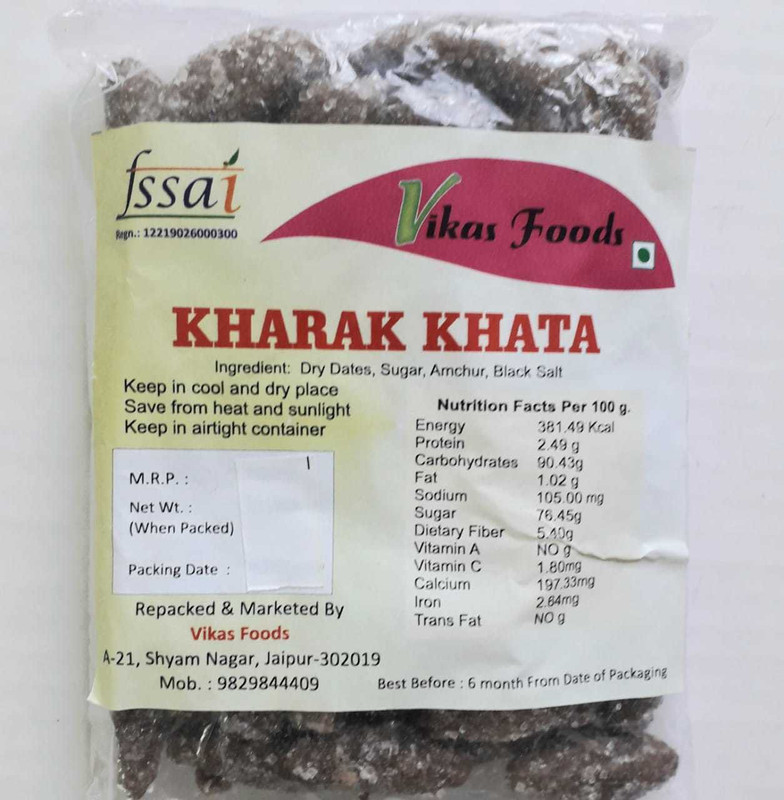 fssai
Regn.: 12219026000300
Vikas Foods
KHARAK KHATA
Ingredient: Dry Dates, Sugar, Amchur, Black Salt
Keep in cool and dry place
Save from heat and sunlight
Keep in airtight container
M.R.P. :
Net Wt. :
(When Packed)
Packing Date :
Repacked & Marketed By
Vikas Foods
A-21, Shyam Nagar, Jaipur-302019
Mob. : 9829844409
Nutrition Facts Per 100 g.
Energy 381.49 Kcal
Protein 2.49 g
Carbohydrates 90.43g
Fat 1.02 g
Sodium 105.00 mg
Sugar 76.45g
Dietary Fiber 5.40g
Vitamin A NO g
Vitamin C 1.80mg
Calcium 197.33mg
Iron 2.64mg
Trans Fat NO g
Best Before : 6 month From Date of Packaging